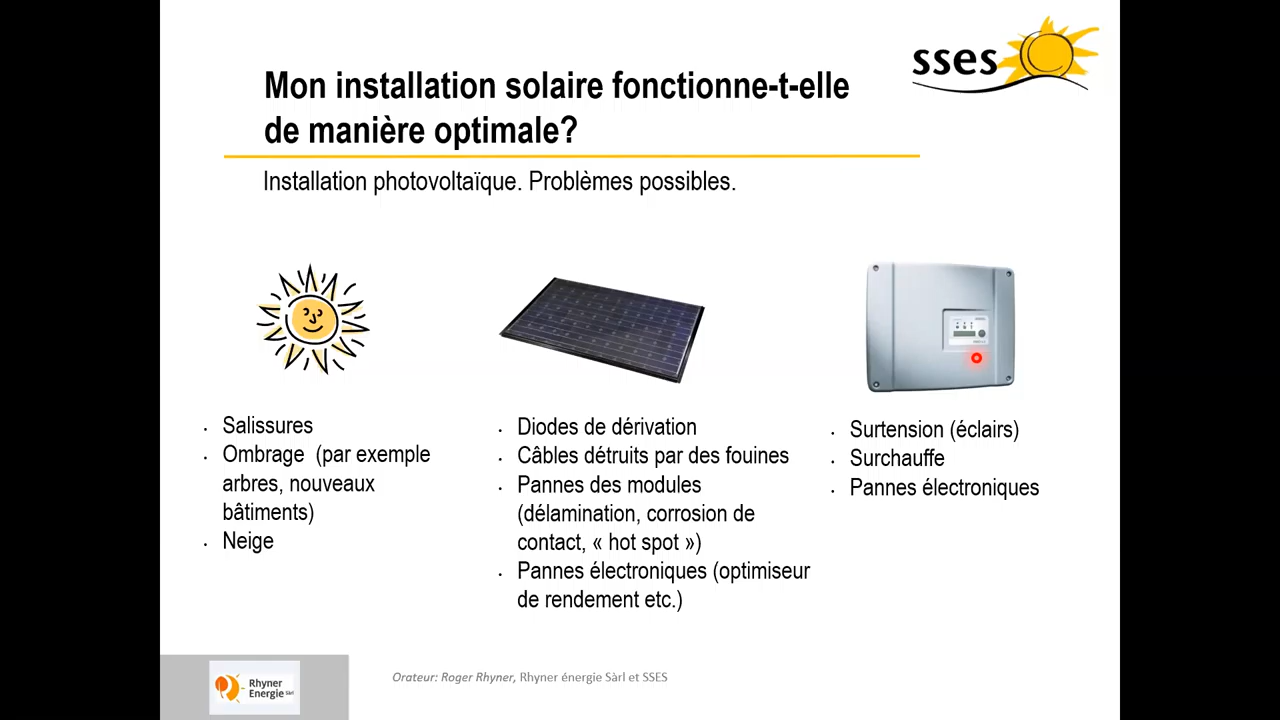 sses
Mon installation solaire fonctionne-t-elle
de manière optimale?
Installation photovoltaïque. Problèmes possibles.
• Salissures
• Ombrage (par exemple
arbres, nouveaux
bâtiments)
• Neige
• Diodes de dérivation
• Câbles détruits par des fouines
• Pannes des modules
(délamination, corrosion de
contact, « hot spot »)
• Pannes électroniques (optimiseur
de rendement etc.)
• Surtension (éclairs)
• Surchauffe
• Pannes électroniques
Rhyner
Energie Sàrl
Orateur: Roger Rhyner, Rhyner énergie Sàrl et SSES